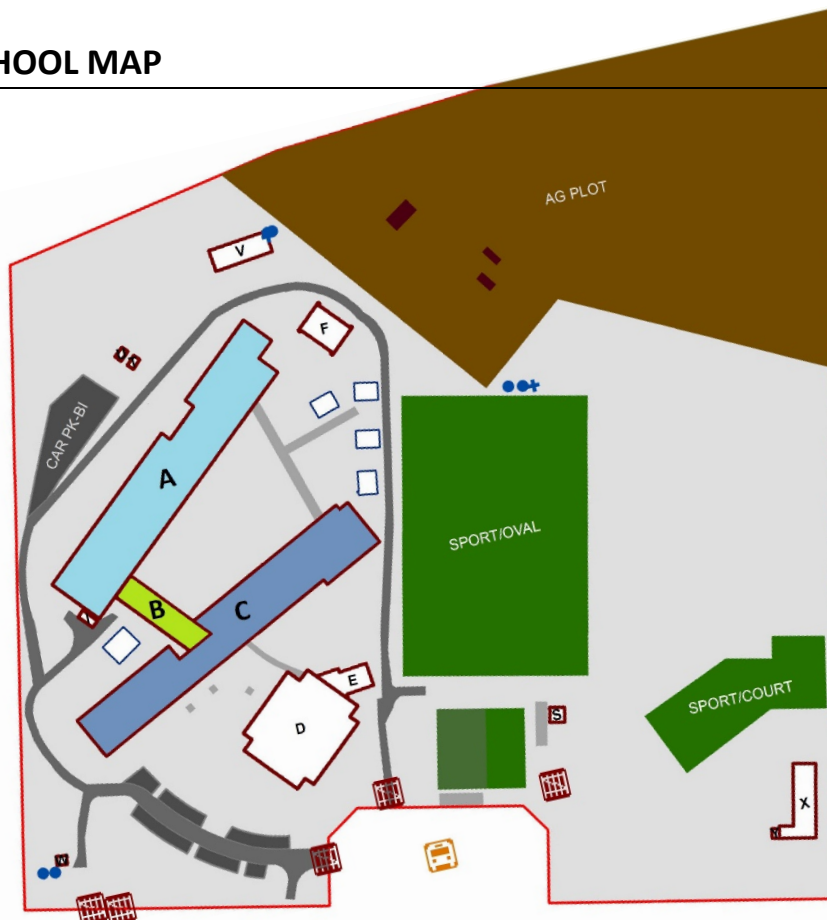 HOOL MAP
AG PLOT
V
F
CAR PK-BI
A
SPORT/OVAL
B
C
E
D
S
SPORT/COURT
X
W